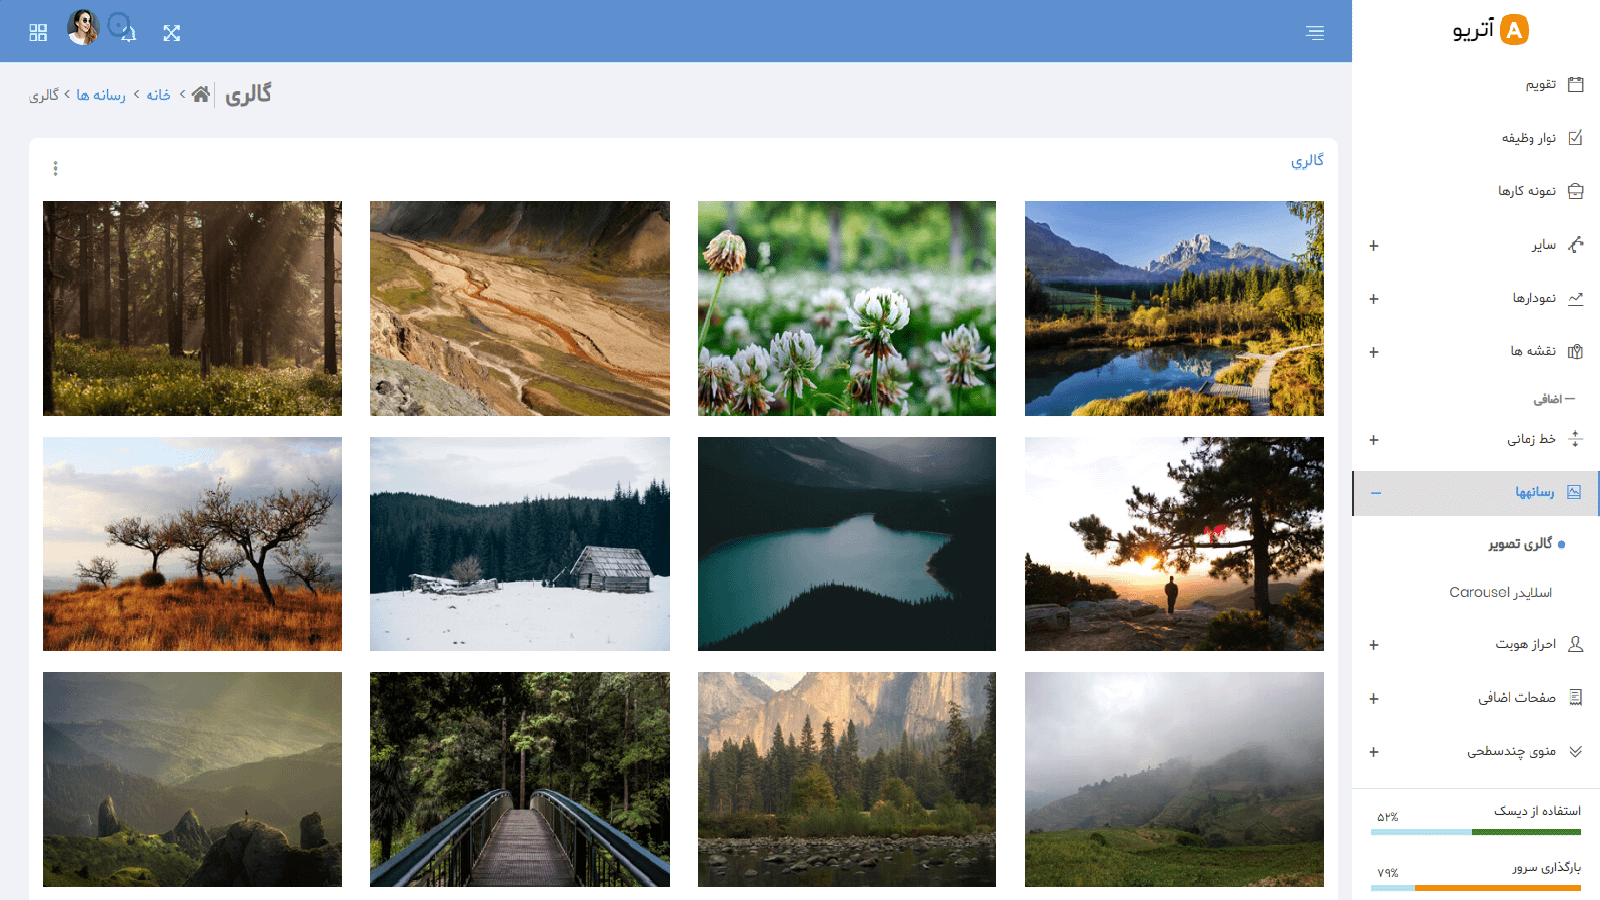 A آتریو
گالری
خانه > رسانه ها > گالری
گالری
تقویم
نوار وظیفه
نمونه کارها
سایر +
نمودارها +
نقشه ها +
— اضافی
خط زمانی +
رسانهها −
گالری تصویر
اسلایدر Carousel
احراز هویت +
صفحات اضافی +
منوی چندسطحی +
استفاده از دیسک
۵۲%
بارگذاری سرور
۷۹%